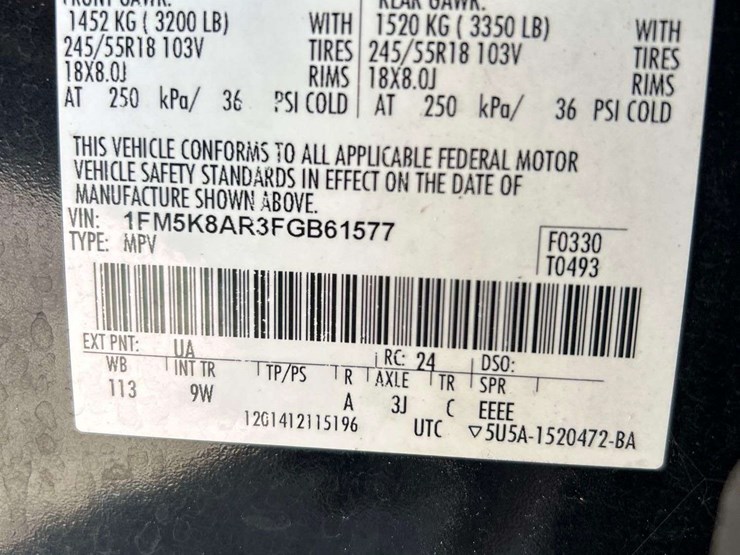 1452 KG ( 3200 LB) WITH 1520 KG ( 3350 LB) WITH
245/55R18 103V TIRES 245/55R18 103V TIRES
18X8.0J RIMS 18X8.0J RIMS
AT 250 kPa/ 36 PSI COLD AT 250 kPa/ 36 PSI COLD
THIS VEHICLE CONFORMS TO ALL APPLICABLE FEDERAL MOTOR
VEHICLE SAFETY STANDARDS IN EFFECT ON THE DATE OF
MANUFACTURE SHOWN ABOVE.
VIN: 1FM5K8AR3FGB61577
TYPE: MPV
F0330
T0493
EXT PNT: UA RC: 24 DSO:
WB INT TR TP/PS R AXLE TR SPR
113 9W A 3J C EEEE
1201412115196 UTC ▽5U5A-1520472-BA